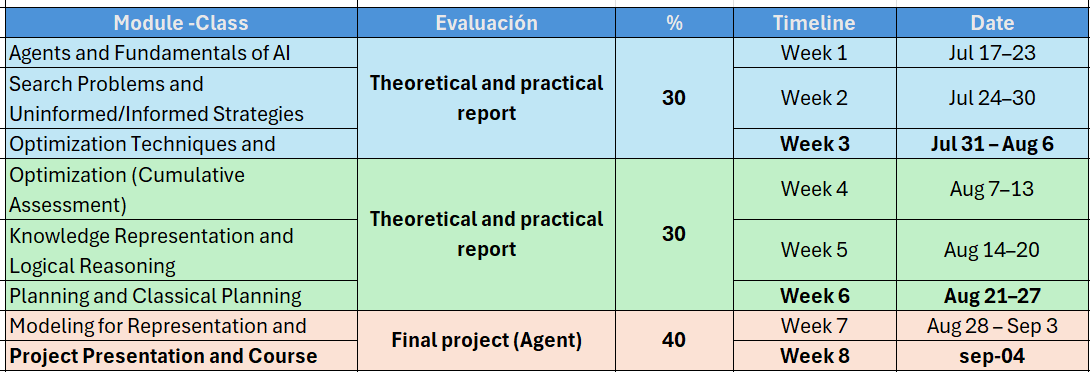 Module -Class Evaluación % Timeline Date
Agents and Fundamentals of AI Week 1 Jul 17–23
Search Problems and
Uninformed/Informed Strategies Week 2 Jul 24–30
Theoretical and practical
report 30
Optimization Techniques and Week 3 Jul 31 – Aug 6
Optimization (Cumulative
Assessment) Week 4 Aug 7–13
Theoretical and practical
report 30
Knowledge Representation and
Logical Reasoning Week 5 Aug 14–20
Planning and Classical Planning Week 6 Aug 21–27
Modeling for Representation and Week 7 Aug 28 – Sep 3
Final project (Agent) 40
Project Presentation and Course Week 8 sep-04